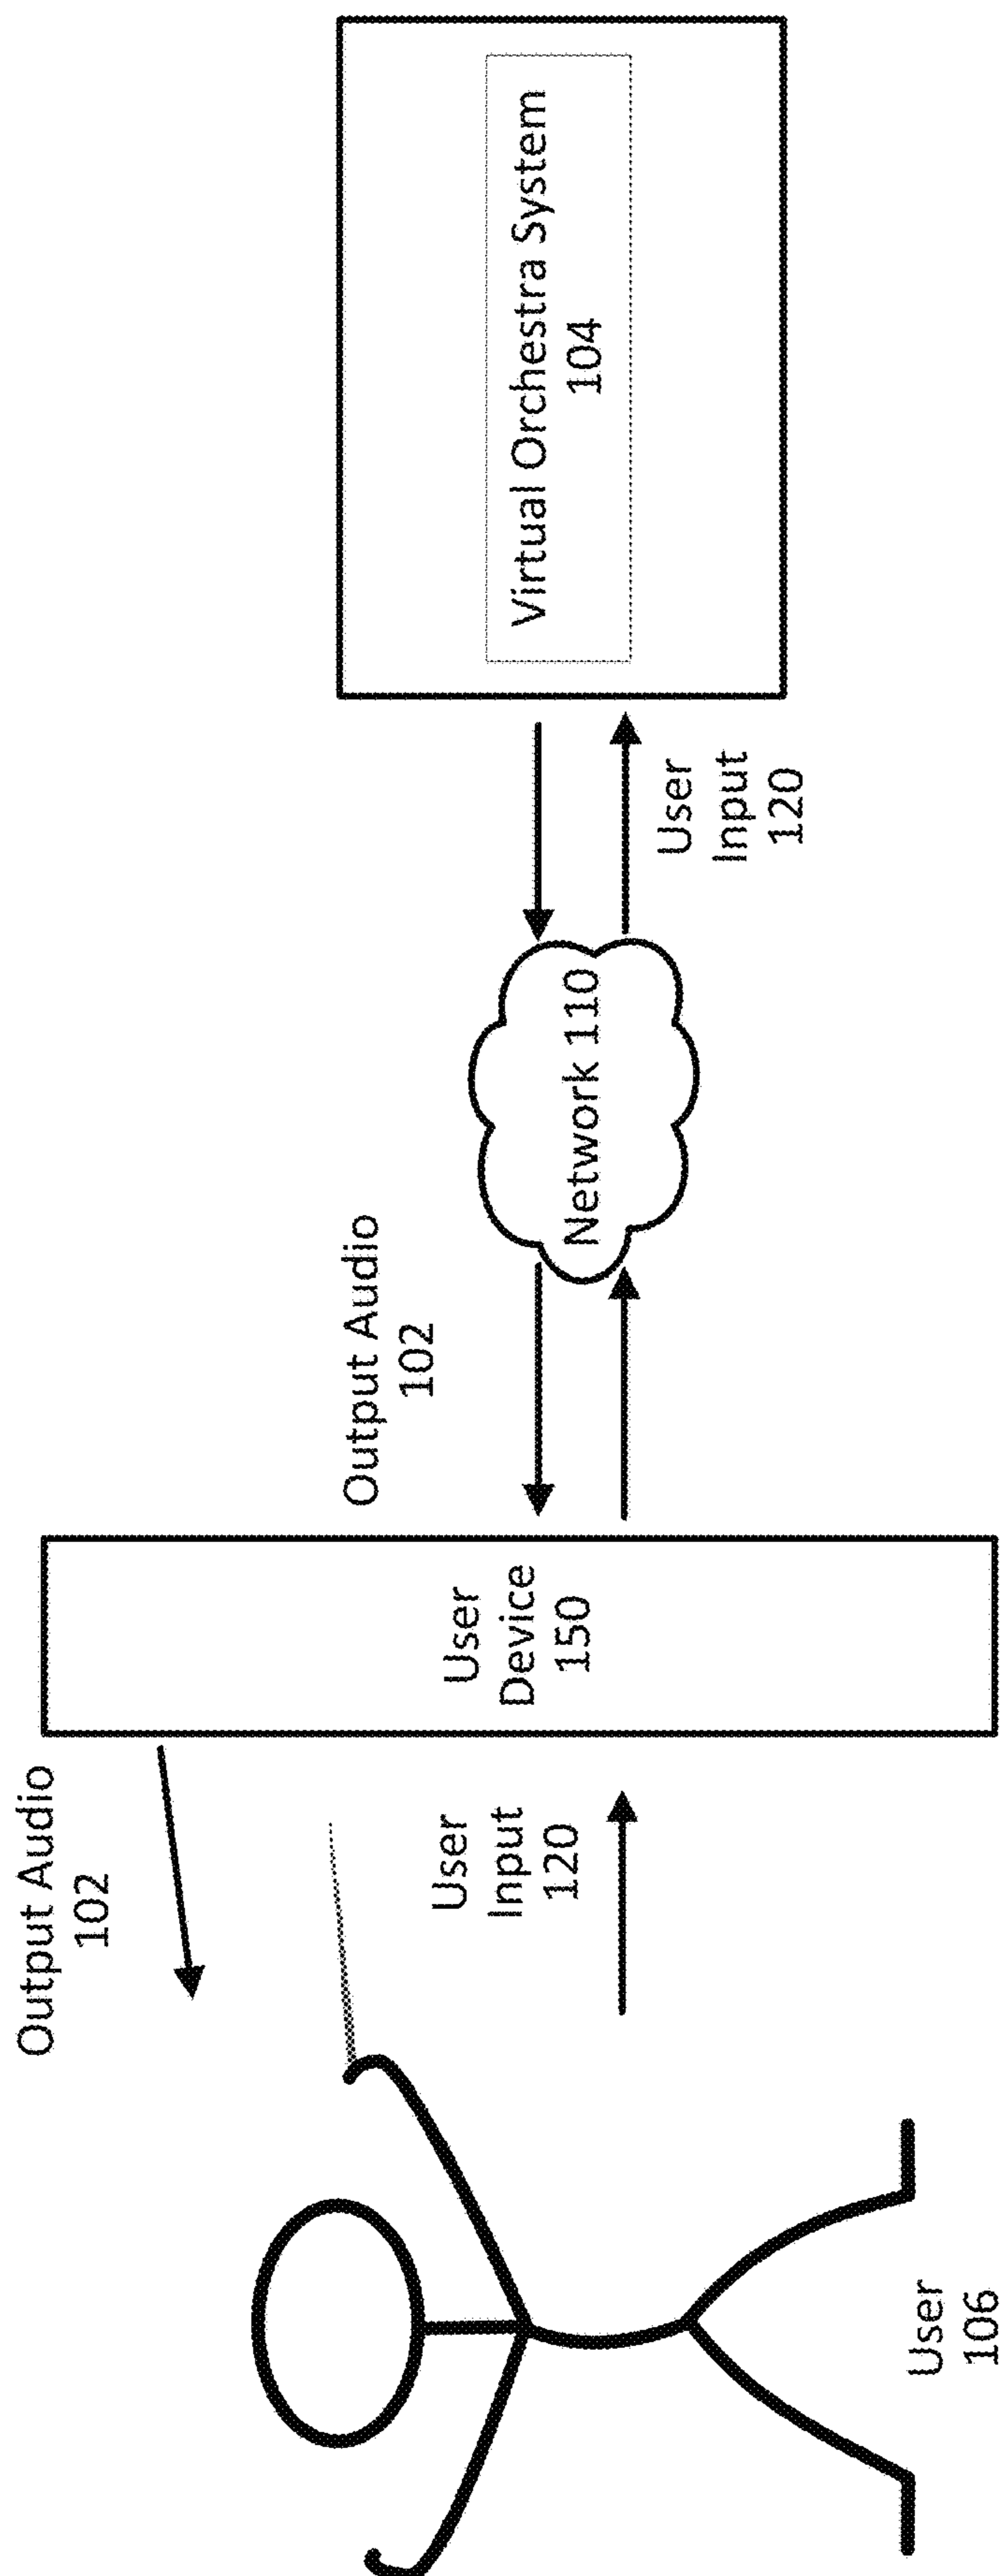 Output Audio
102
User
Input
120
User
106
User
Device
150
Output Audio
102
Network 110
User
Input
120
Virtual Orchestra System
104